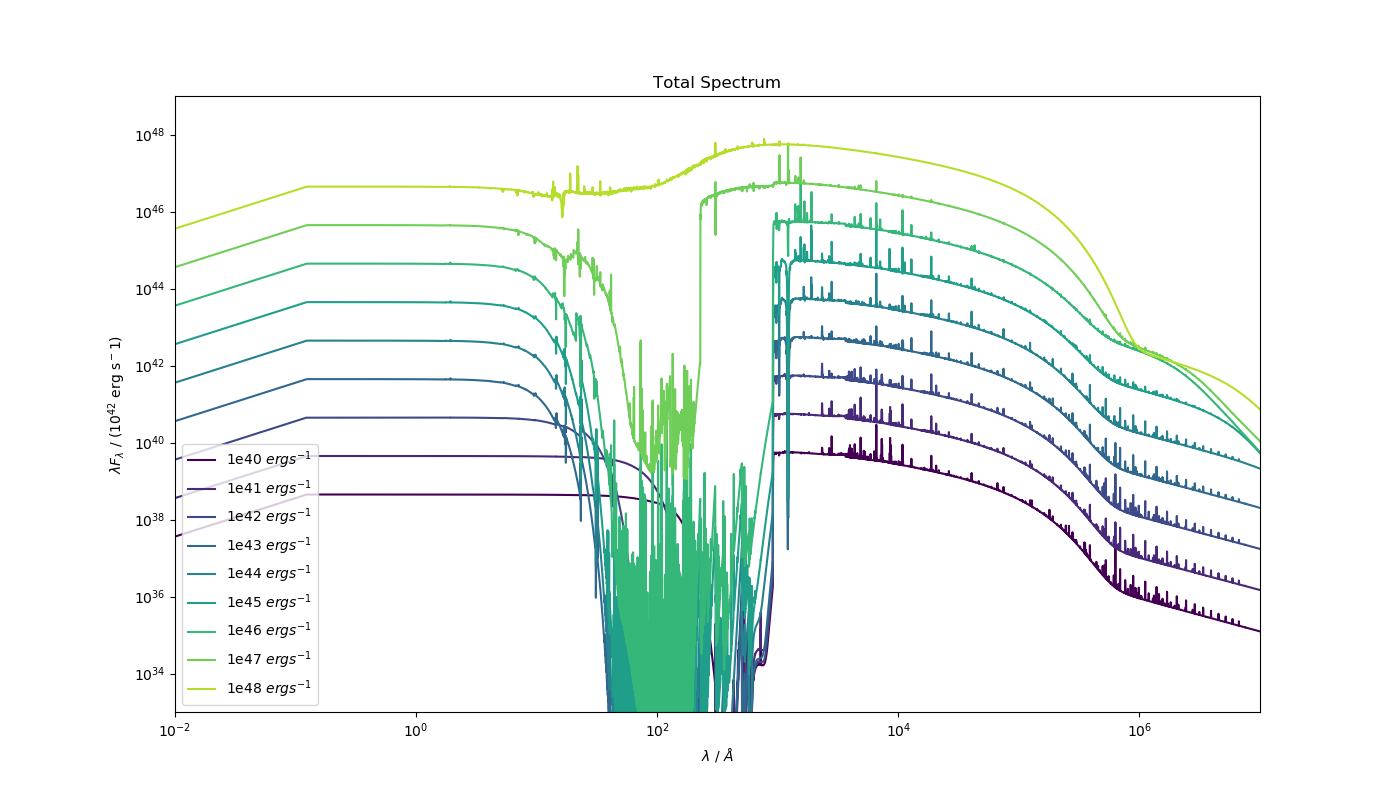 Total Spectrum
λF_λ / (10^42 erg s^−1)
10^48
10^46
10^44
10^42
10^40
10^38
10^36
10^34
1e40 ergs^−1
1e41 ergs^−1
1e42 ergs^−1
1e43 ergs^−1
1e44 ergs^−1
1e45 ergs^−1
1e46 ergs^−1
1e47 ergs^−1
1e48 ergs^−1
10^−2 10^0 10^2 10^4 10^6
λ / Å